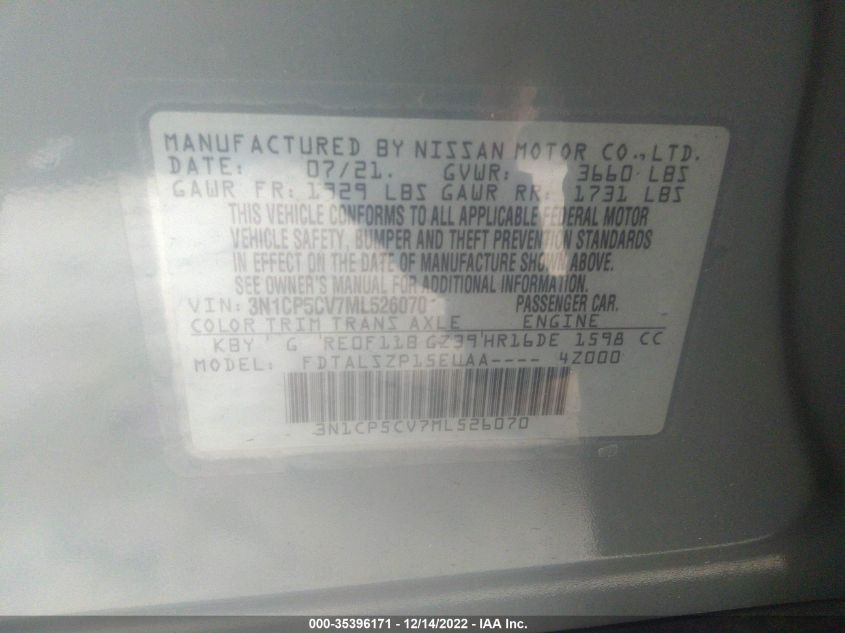 MANUFACTURED BY NISSAN MOTOR CO.,LTD.
DATE: 07/21. GVWR: 3660 LBS
GAWR FR: 1929 LBS GAWR RR: 1731 LBS
THIS VEHICLE CONFORMS TO ALL APPLICABLE FEDERAL MOTOR
VEHICLE SAFETY, BUMPER AND THEFT PREVENTION STANDARDS
IN EFFECT ON THE DATE OF MANUFACTURE SHOWN ABOVE.
SEE OWNER'S MANUAL FOR ADDITIONAL INFORMATION.
VIN: 3N1CP5CV7ML526070 PASSENGER CAR.
COLOR TRIM TRANS AXLE ENGINE
KBY G RE0F11B GZ39 HR16DE 1598 CC
MODEL: FDTALSZP15EUAA---- 4Z000
3N1CP5CV7ML526070
000-35396171 - 12/14/2022 - IAA Inc.